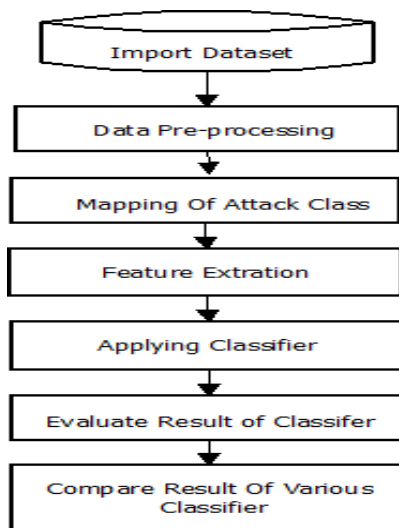 Import Dataset
Data Pre-processing
Mapping Of Attack Class
Feature Extration
Applying Classifier
Evaluate Result of Classifer
Compare Result Of Various
Classifier